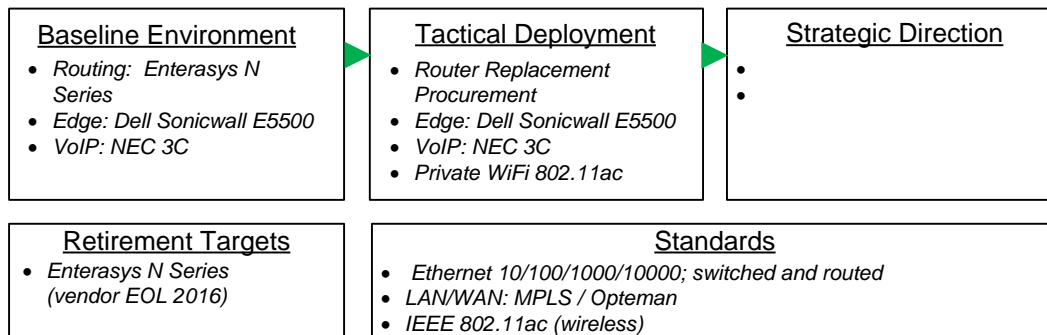 Baseline Environment
• Routing: Enterasys N
Series
• Edge: Dell Sonicwall E5500
• VoIP: NEC 3C
Tactical Deployment
• Router Replacement
Procurement
• Edge: Dell Sonicwall E5500
• VoIP: NEC 3C
• Private WiFi 802.11ac
Strategic Direction
•
•
Retirement Targets
• Enterasys N Series
(vendor EOL 2016)
Standards
• Ethernet 10/100/1000/10000; switched and routed
• LAN/WAN: MPLS / Opteman
• IEEE 802.11ac (wireless)